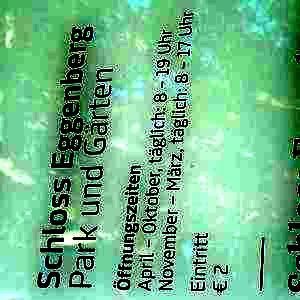 Schloss Eggenberg
Park und Gärten
Öffnungszeiten
April – Oktober, täglich: 8 - 19 Uhr
November – März, täglich: 8 - 17 Uhr
Eintritt
€ 2